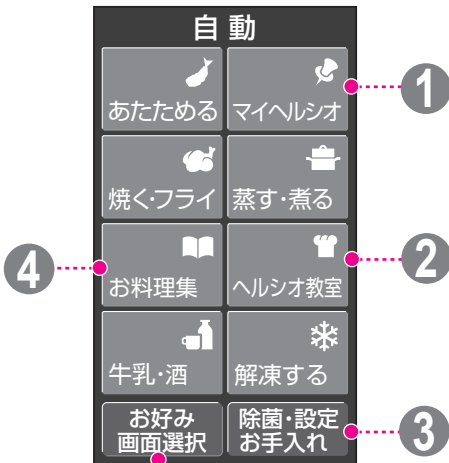 自動
あたためる
マイヘルシオ
1
焼く・フライ
蒸す・煮る
4
お料理集
ヘルシオ教室
2
牛乳・酒
解凍する
お好み
画面選択
除菌・設定
お手入れ
3